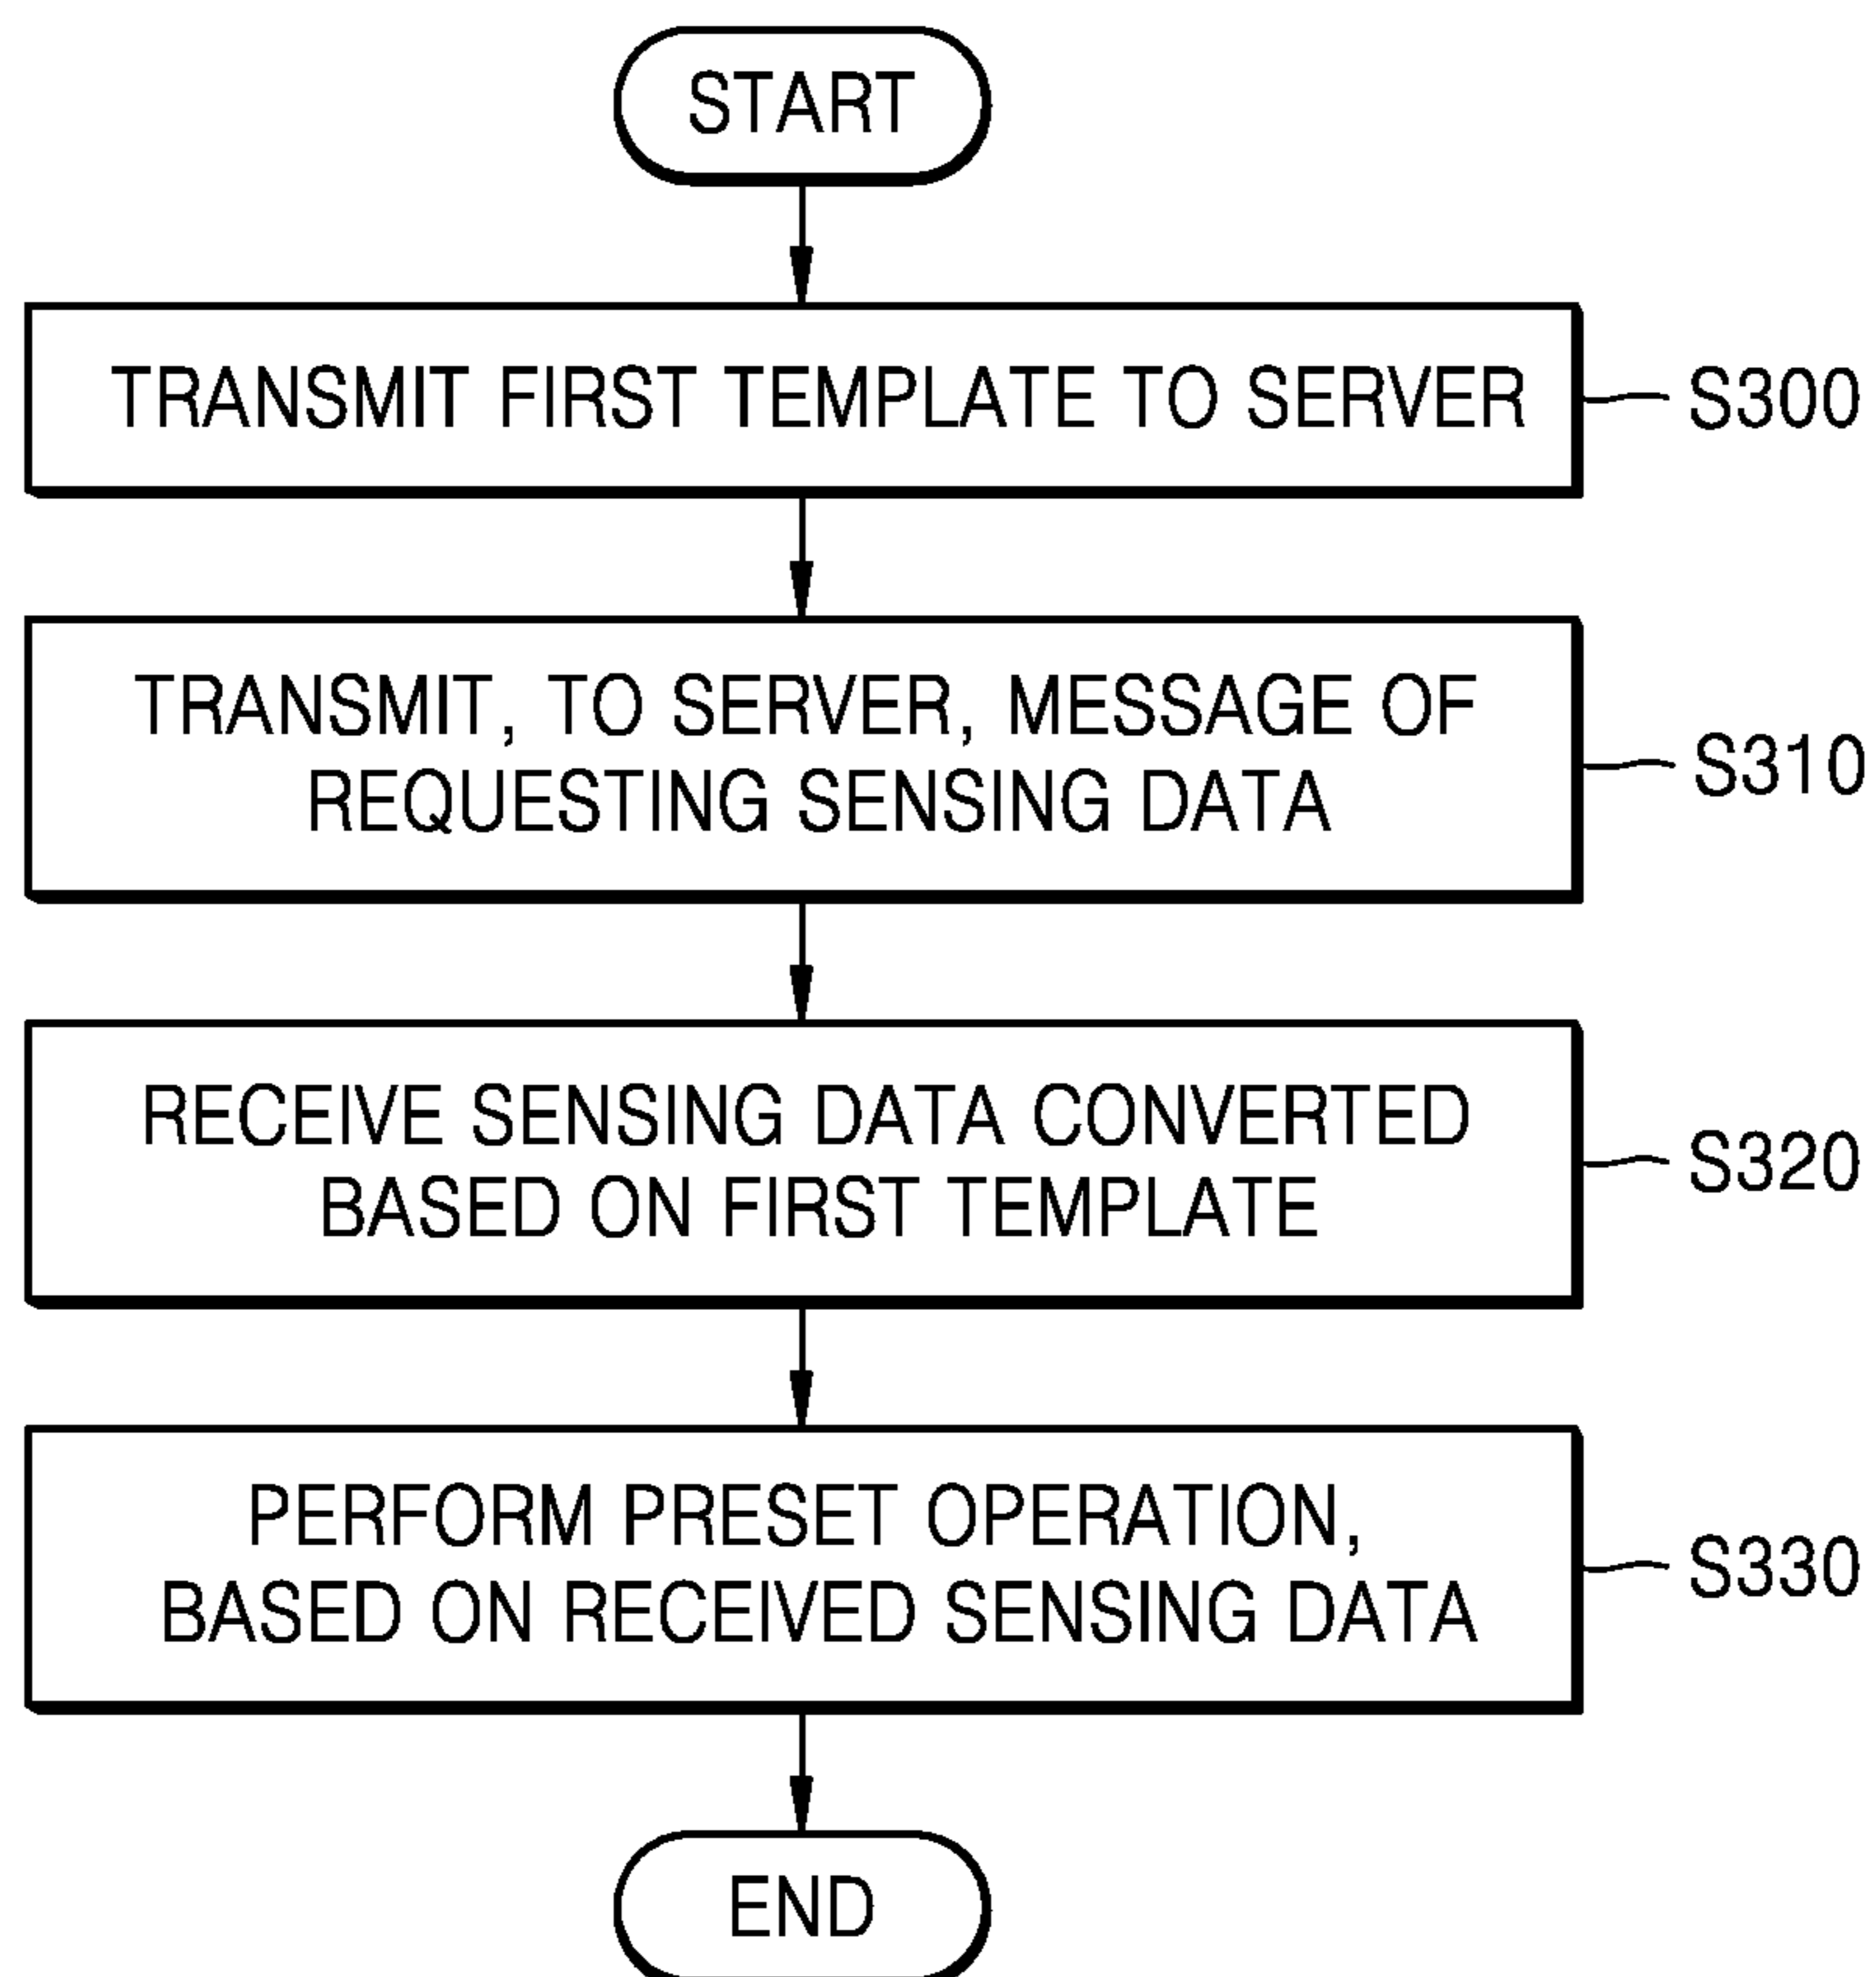 START
TRANSMIT FIRST TEMPLATE TO SERVER
S300
TRANSMIT, TO SERVER, MESSAGE OF
REQUESTING SENSING DATA
S310
RECEIVE SENSING DATA CONVERTED
BASED ON FIRST TEMPLATE
S320
PERFORM PRESET OPERATION,
BASED ON RECEIVED SENSING DATA
S330
END